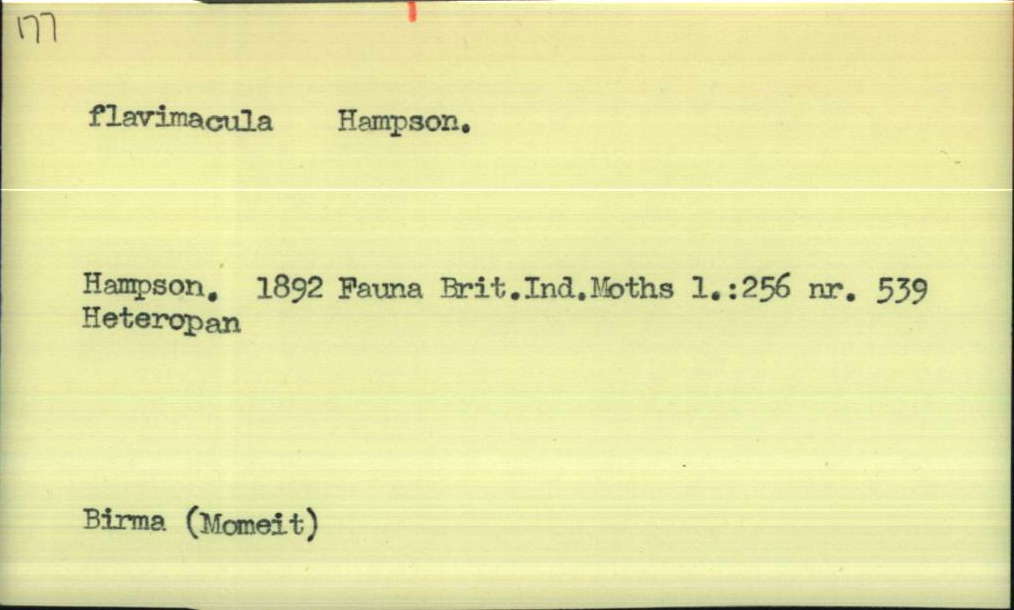 177
flavimacula Hampson.
Hampson. 1892 Fauna Brit.Ind.Moths 1.:256 nr. 539
Heteropan
Birma (Momeit)